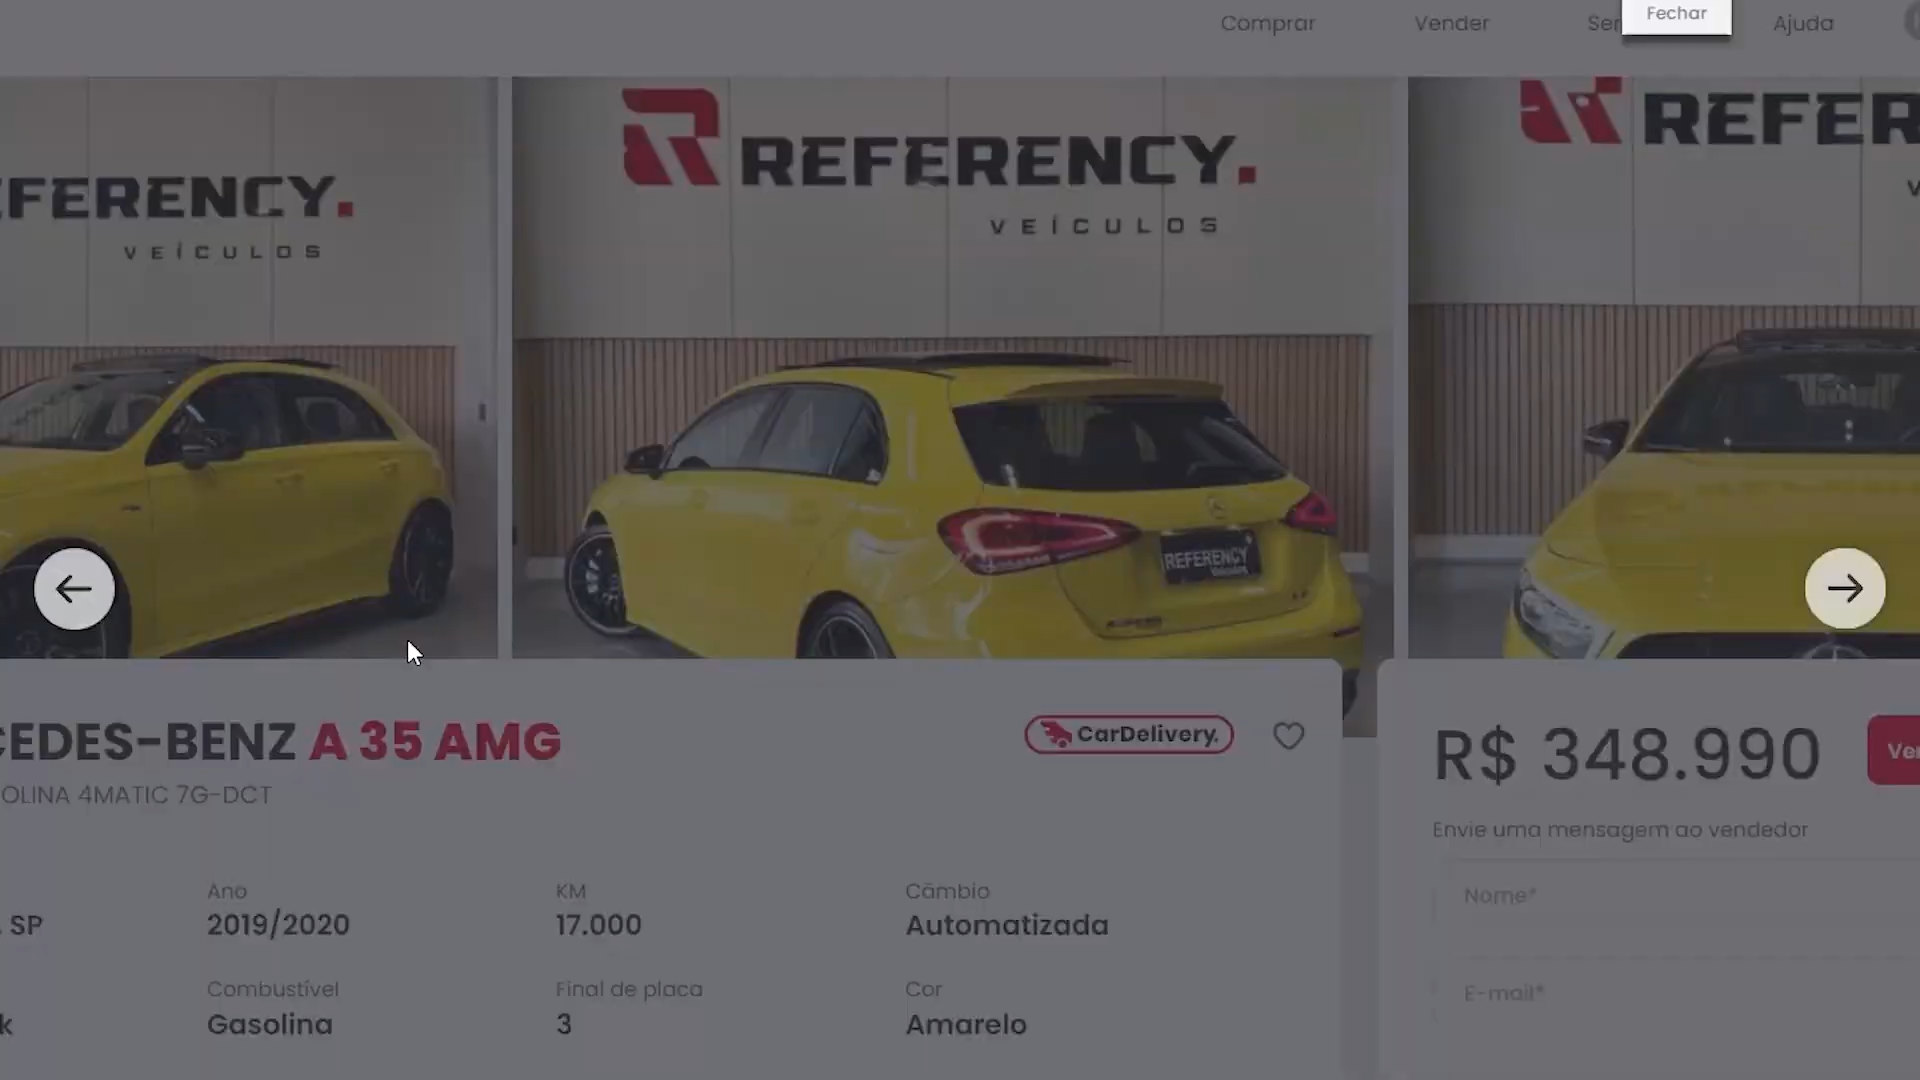 Comprar
Vender
Ser
Fechar
Ajuda
EFERENCY.
VEÍCULOS
REFERENCY.
VEÍCULOS
REFER
V
REFERENCY
Veículos
CEDES-BENZ A 35 AMG
OLINA 4MATIC 7G-DCT
CarDelivery.
R$ 348.990
Ver
Envie uma mensagem ao vendedor
Nome*
E-mail*
. SP
Ano
2019/2020
KM
17.000
Câmbio
Automatizada
k
Combustível
Gasolina
Final de placa
3
Cor
Amarelo